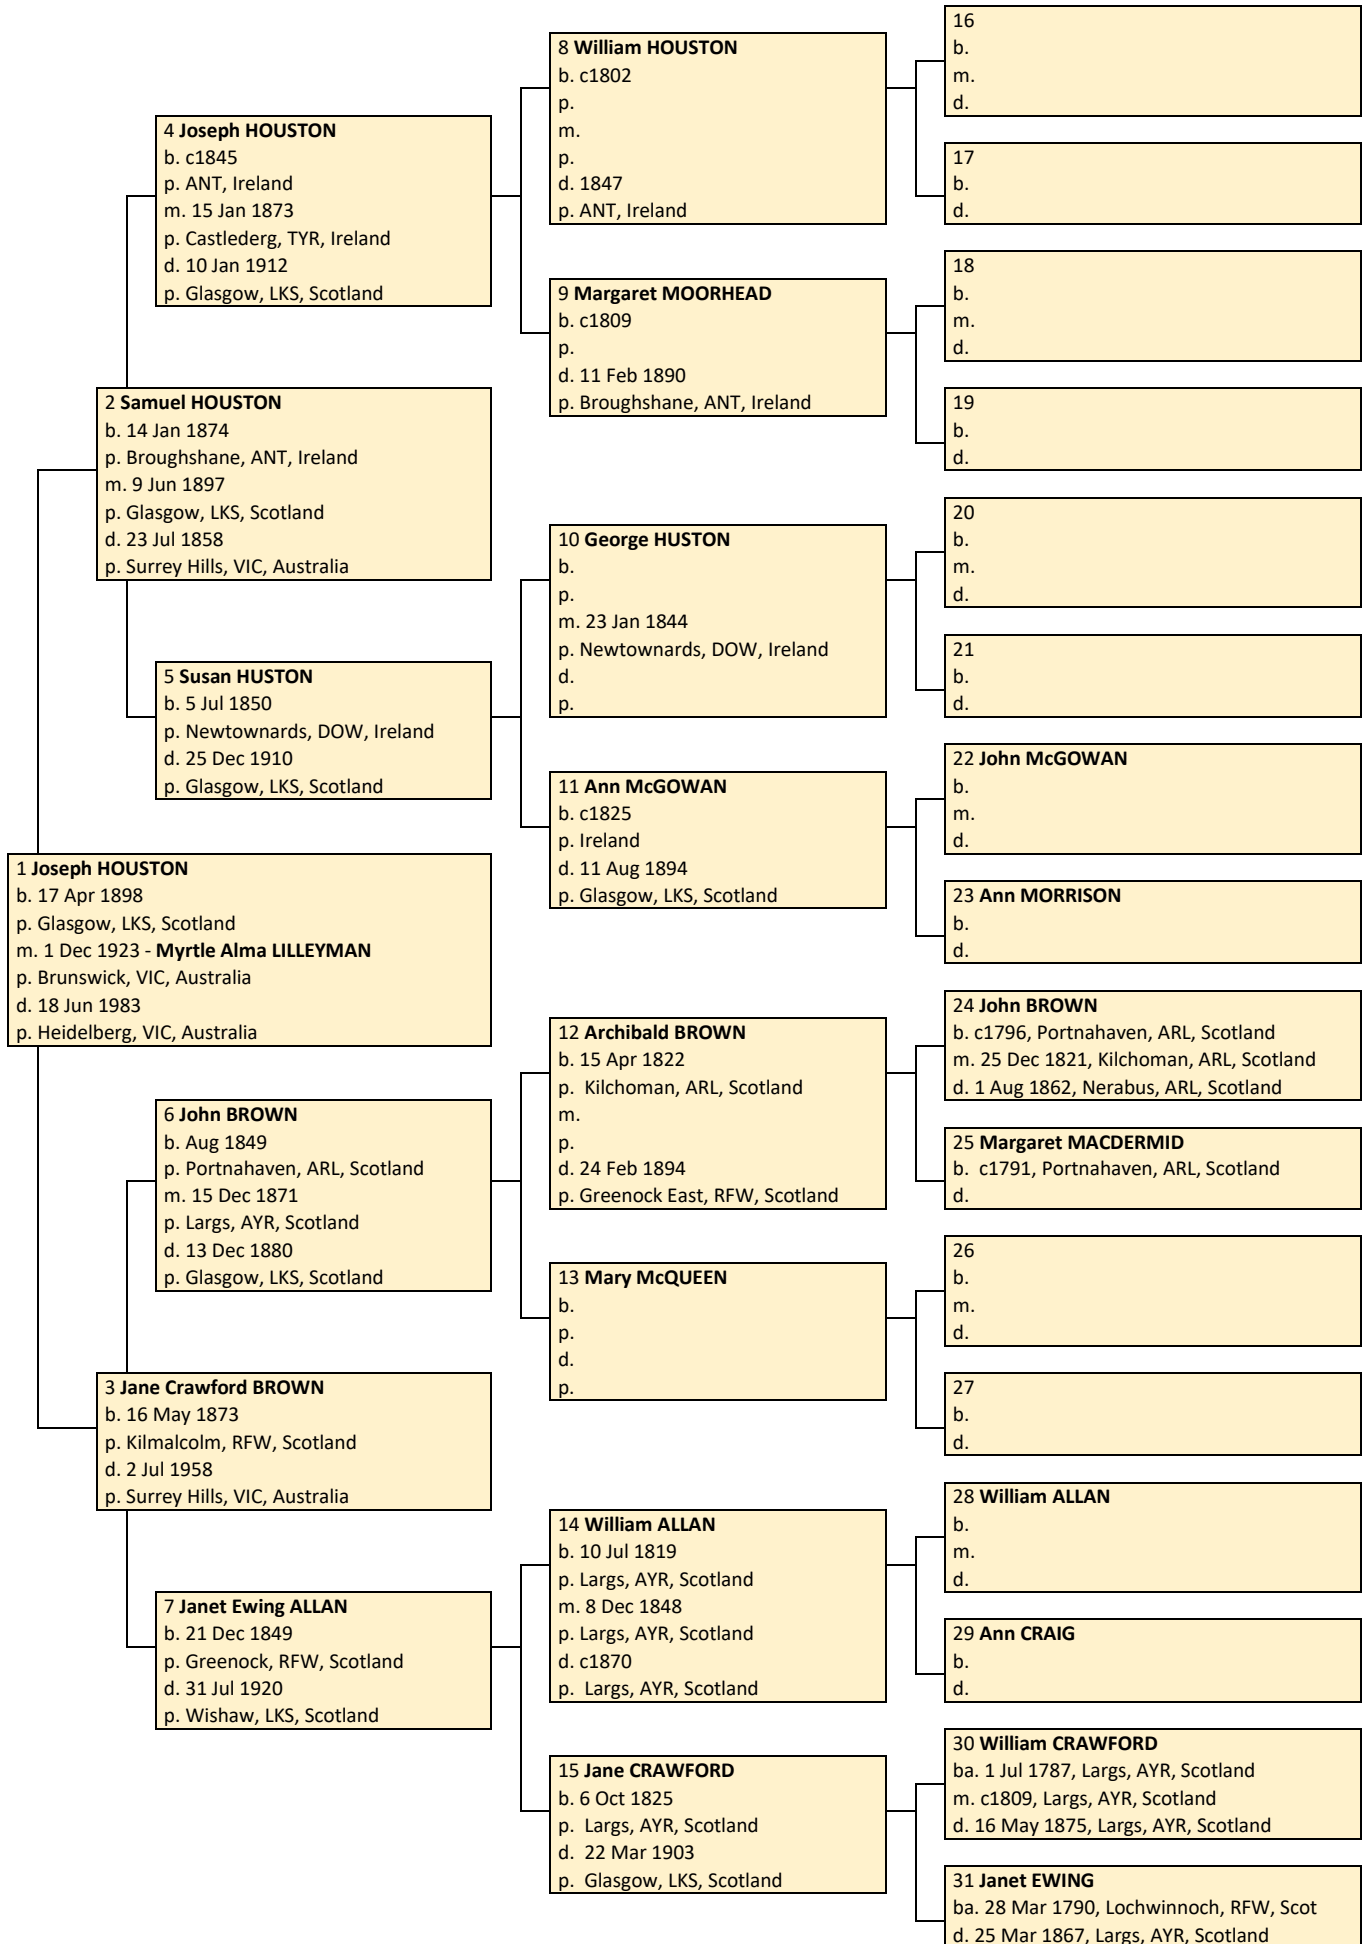 16
b.
m.
d.
8 William HOUSTON
b. c1802
p.
m.
p.
d. 1847
p. ANT, Ireland
4 Joseph HOUSTON
b. c1845
p. ANT, Ireland
m. 15 Jan 1873
p. Castlederg, TYR, Ireland
d. 10 Jan 1912
p. Glasgow, LKS, Scotland
17
b.
d.
18
b.
m.
d.
9 Margaret MOORHEAD
b. c1809
p.
d. 11 Feb 1890
p. Broughshane, ANT, Ireland
19
b.
d.
2 Samuel HOUSTON
b. 14 Jan 1874
p. Broughshane, ANT, Ireland
m. 9 Jun 1897
p. Glasgow, LKS, Scotland
d. 23 Jul 1858
p. Surrey Hills, VIC, Australia
20
b.
m.
d.
10 George HUSTON
b.
p.
m. 23 Jan 1844
p. Newtownards, DOW, Ireland
d.
p.
21
b.
d.
5 Susan HUSTON
b. 5 Jul 1850
p. Newtownards, DOW, Ireland
d. 25 Dec 1910
p. Glasgow, LKS, Scotland
22 John McGOWAN
b.
m.
d.
11 Ann McGOWAN
b. c1825
p. Ireland
d. 11 Aug 1894
p. Glasgow, LKS, Scotland
23 Ann MORRISON
b.
d.
1 Joseph HOUSTON
b. 17 Apr 1898
p. Glasgow, LKS, Scotland
m. 1 Dec 1923 - Myrtle Alma LILLEYMAN
p. Brunswick, VIC, Australia
d. 18 Jun 1983
p. Heidelberg, VIC, Australia
24 John BROWN
b. c1796, Portnahaven, ARL, Scotland
m. 25 Dec 1821, Kilchoman, ARL, Scotland
d. 1 Aug 1862, Nerabus, ARL, Scotland
12 Archibald BROWN
b. 15 Apr 1822
p. Kilchoman, ARL, Scotland
m.
p.
d. 24 Feb 1894
p. Greenock East, RFW, Scotland
6 John BROWN
b. Aug 1849
p. Portnahaven, ARL, Scotland
m. 15 Dec 1871
p. Largs, AYR, Scotland
d. 13 Dec 1880
p. Glasgow, LKS, Scotland
25 Margaret MACDERMID
b. c1791, Portnahaven, ARL, Scotland
d.
26
b.
m.
d.
13 Mary McQUEEN
b.
p.
d.
p.
27
b.
d.
3 Jane Crawford BROWN
b. 16 May 1873
p. Kilmalcolm, RFW, Scotland
d. 2 Jul 1958
p. Surrey Hills, VIC, Australia
28 William ALLAN
b.
m.
d.
14 William ALLAN
b. 10 Jul 1819
p. Largs, AYR, Scotland
m. 8 Dec 1848
p. Largs, AYR, Scotland
d. c1870
p. Largs, AYR, Scotland
7 Janet Ewing ALLAN
b. 21 Dec 1849
p. Greenock, RFW, Scotland
d. 31 Jul 1920
p. Wishaw, LKS, Scotland
29 Ann CRAIG
b.
d.
30 William CRAWFORD
ba. 1 Jul 1787, Largs, AYR, Scotland
m. c1809, Largs, AYR, Scotland
d. 16 May 1875, Largs, AYR, Scotland
15 Jane CRAWFORD
b. 6 Oct 1825
p. Largs, AYR, Scotland
d. 22 Mar 1903
p. Glasgow, LKS, Scotland
31 Janet EWING
ba. 28 Mar 1790, Lochwinnoch, RFW, Scot
d. 25 Mar 1867, Largs, AYR, Scotland